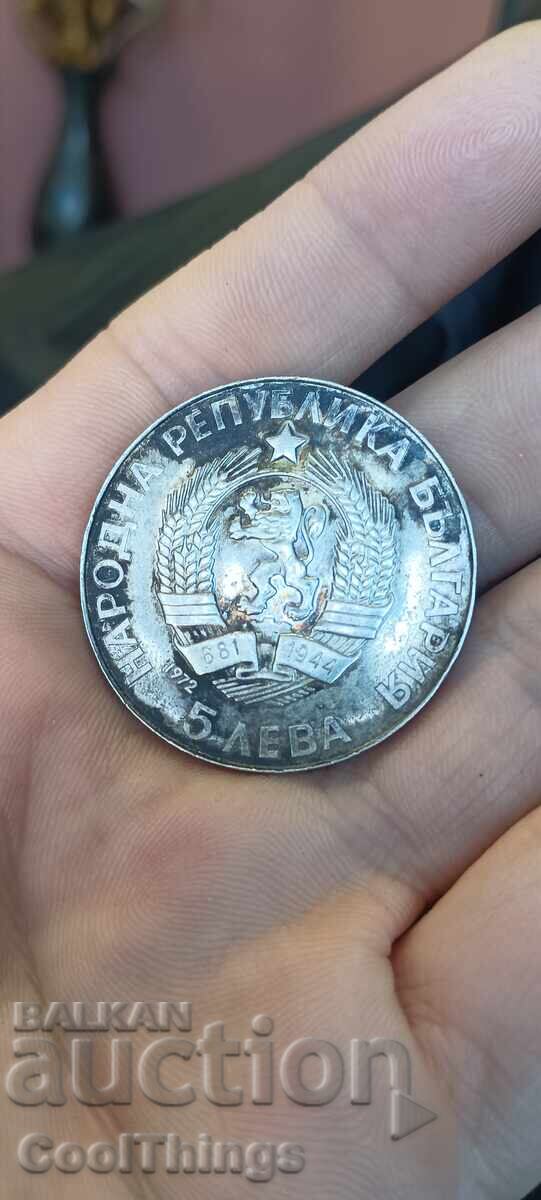 НАРОДНА РЕПУБЛИКА БЪЛГАРИЯ
681 1944
1972
5 ЛЕВА
BALKAN
auction
CoolThings